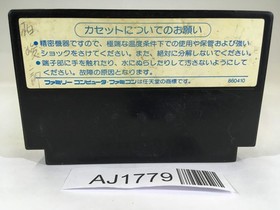 カセットについてのお願い
●精密機器ですので、極端な温度条件下での使用や保管および強い
ショックをさけてください。また、絶対に分解しないでください。
●端子部に手を触れたり、水にぬらしたりして汚さないようにして
ください。故障の原因となります。
ファミリーコンピュータ・ファミコンは任天堂の商標です。
860410
AJ1779